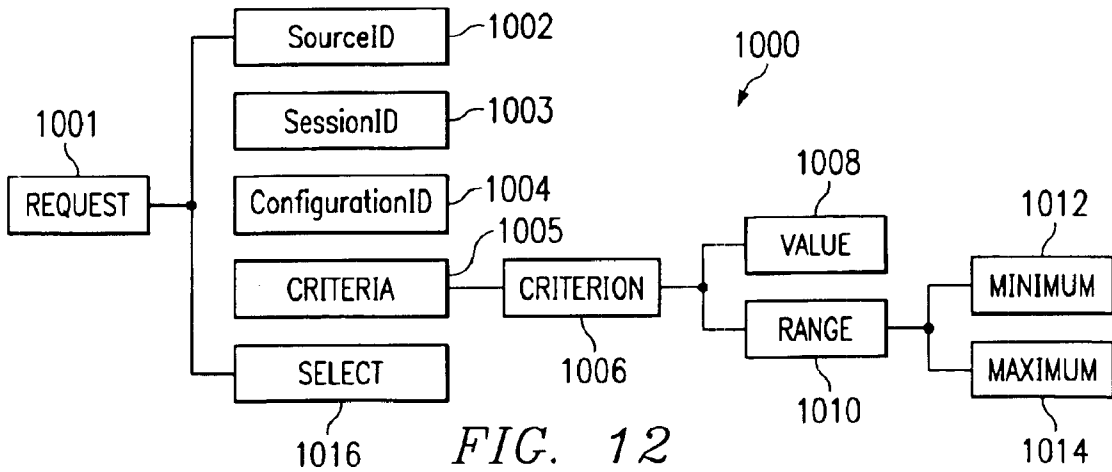 SourceID
1002
1000
SessionID
1003
1001
REQUEST
ConfigurationID
1004
1005
1008
VALUE
1012
CRITERIA
CRITERION
MINIMUM
RANGE
SELECT
1006
1010
MAXIMUM
1016
1014
FIG. 12